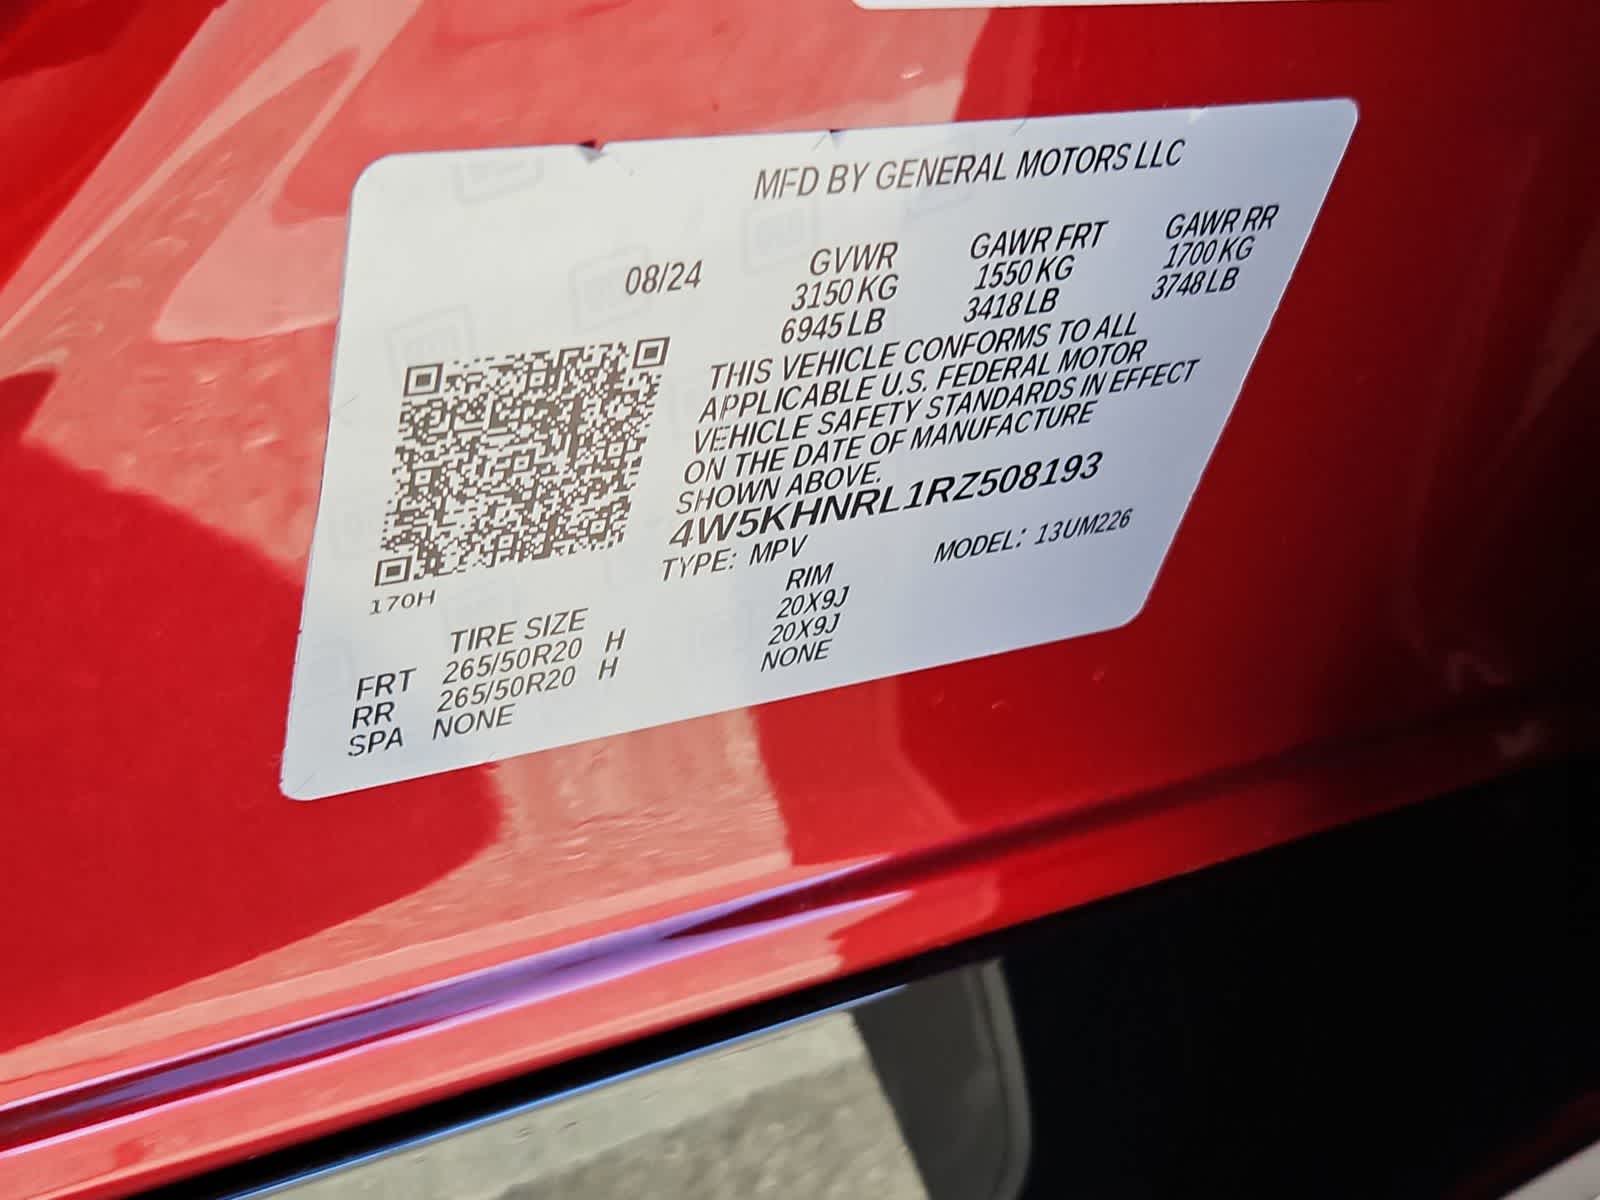 MFD BY GENERAL MOTORS LLC
08/24 GVWR GAWR FRT GAWR RR
3150 KG 1550 KG 1700 KG
6945 LB 3418 LB 3748 LB
THIS VEHICLE CONFORMS TO ALL
APPLICABLE U.S. FEDERAL MOTOR
VEHICLE SAFETY STANDARDS IN EFFECT
ON THE DATE OF MANUFACTURE
SHOWN ABOVE.
4W5KHNRL1RZ508193
TYPE: MPV MODEL: 13UM226
170H
TIRE SIZE RIM
FRT 265/50R20 H 20X9J
RR 265/50R20 H 20X9J
SPA NONE NONE